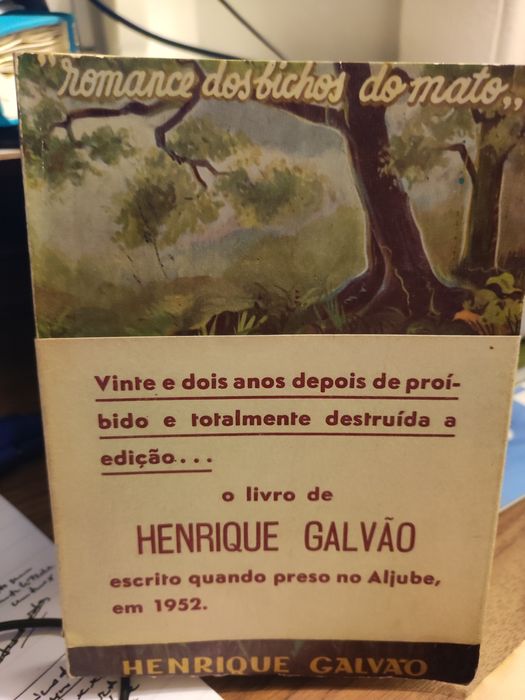 "romance dos bichos do mato"
Vinte e dois anos depois de proí-
bido e totalmente destruída a
edição...
o livro de
HENRIQUE GALVÃO
escrito quando preso no Aljube,
em 1952.
HENRIQUE GALVÃO